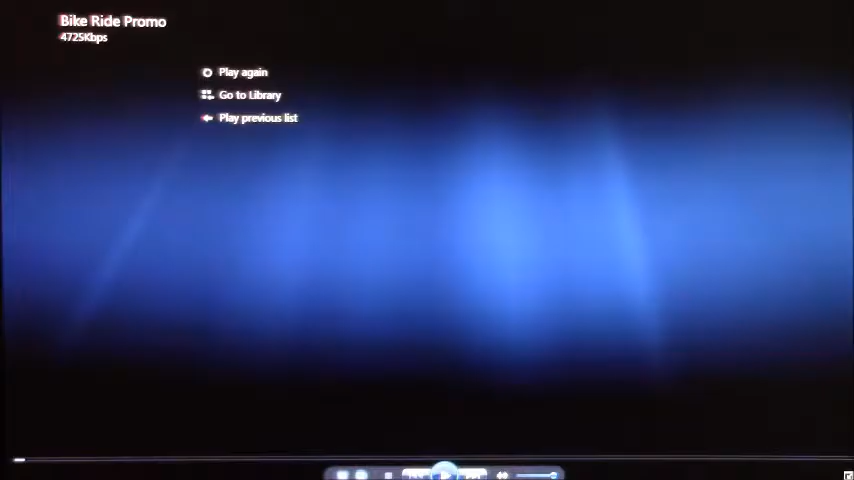 Bike Ride Promo
4725Kbps
Play again
Go to Library
Play previous list